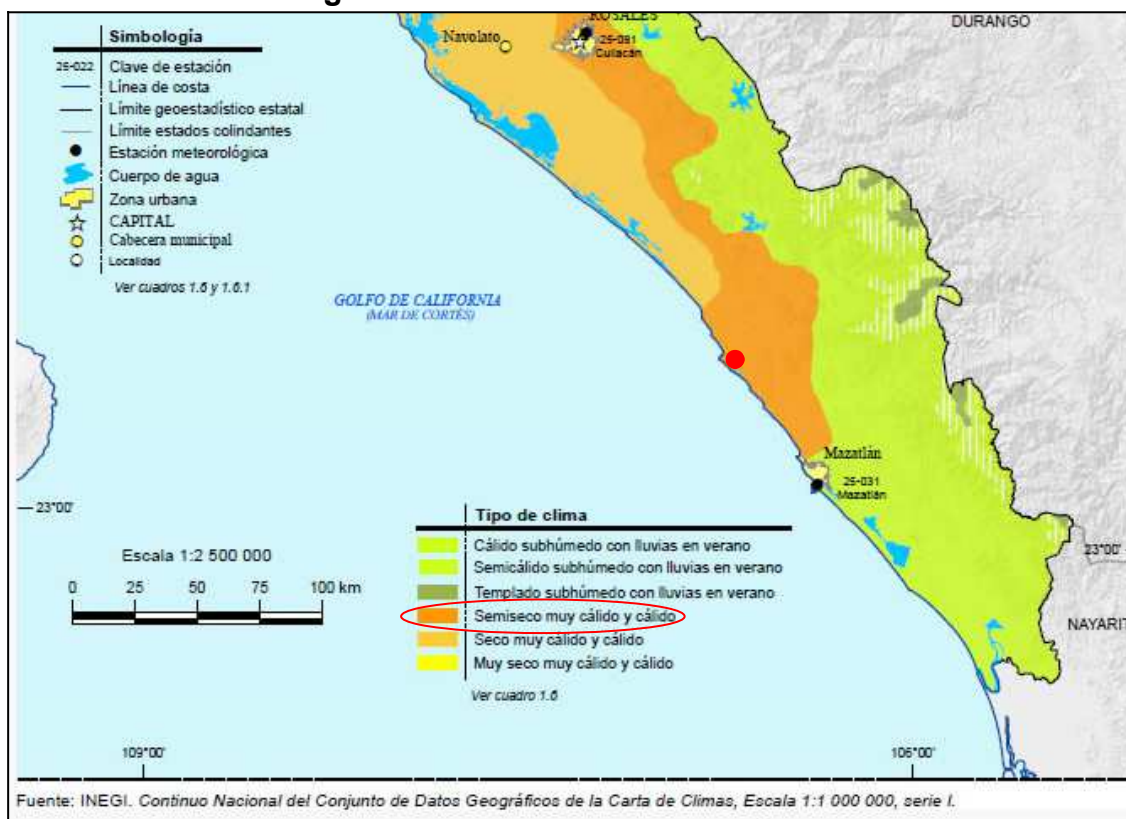 Simbología
25-022 Clave de estación
Línea de costa
Límite geoestadístico estatal
Límite estados colindantes
Estación meteorológica
Cuerpo de agua
Zona urbana
CAPITAL
Cabecera municipal
Localidad
Ver cuadros 1.6 y 1.6.1
Navolato
ROSALES
25-081
Culiacán
DURANGO
GOLFO DE CALIFORNIA
(MAR DE CORTÉS)
Mazatlán
25-031
Mazatlán
23°00'
23°00'
NAYARIT
Escala 1:2 500 000
0 25 50 75 100 km
Tipo de clima
Cálido subhúmedo con lluvias en verano
Semicálido subhúmedo con lluvias en verano
Templado subhúmedo con lluvias en verano
Semiseco muy cálido y cálido
Seco muy cálido y cálido
Muy seco muy cálido y cálido
Ver cuadro 1.6
109°00'
106°00'
Fuente: INEGI. Continuo Nacional del Conjunto de Datos Geográficos de la Carta de Climas, Escala 1:1 000 000, serie I.